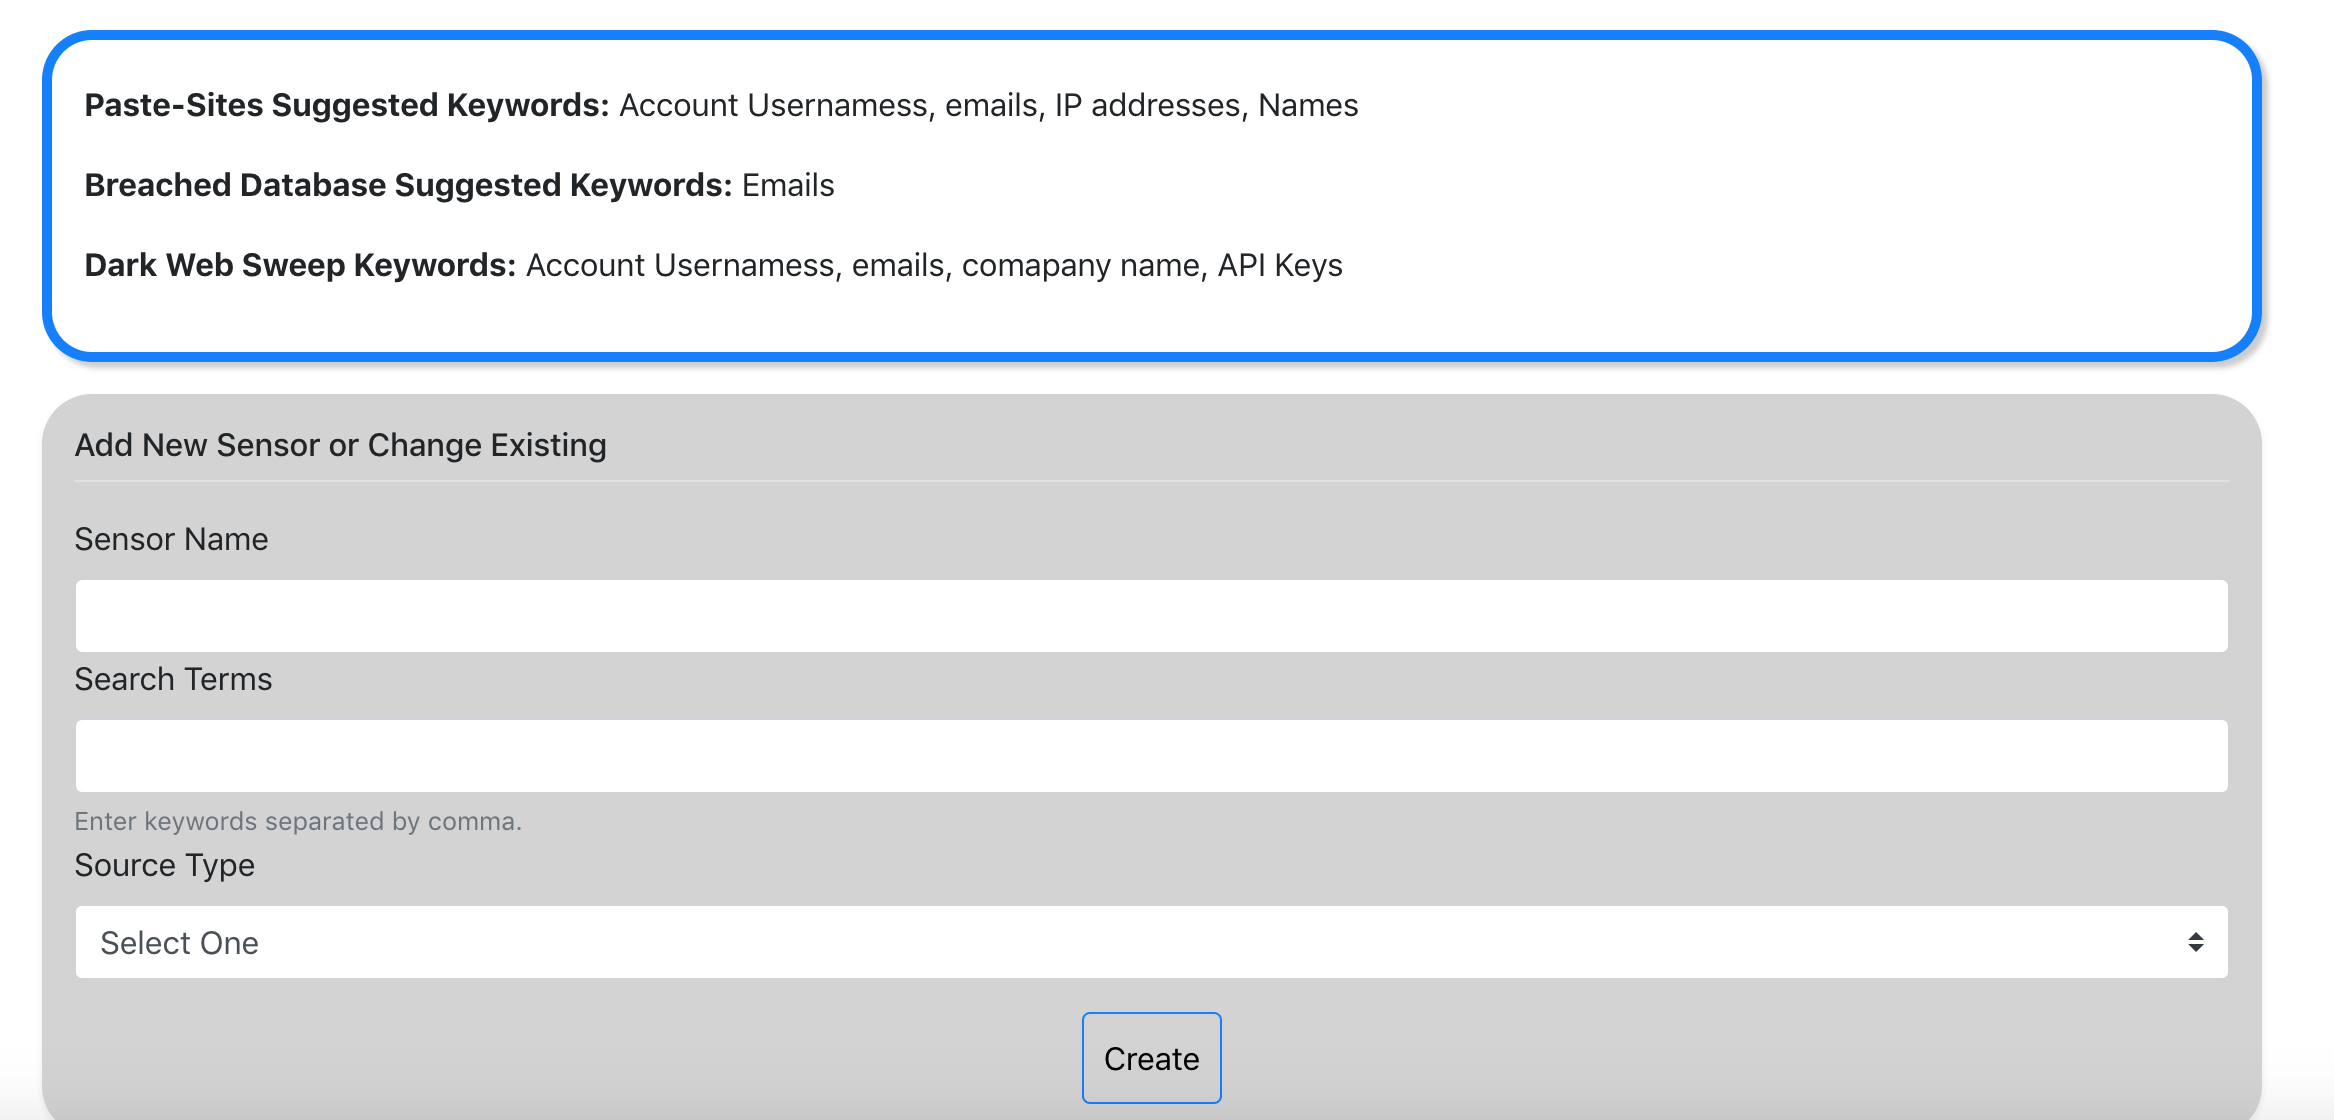 Paste-Sites Suggested Keywords: Account Usernamess, emails, IP addresses, Names
Breached Database Suggested Keywords: Emails
Dark Web Sweep Keywords: Account Usernamess, emails, comapany name, API Keys
Add New Sensor or Change Existing
Sensor Name
Search Terms
Enter keywords separated by comma.
Source Type
Select One
Create